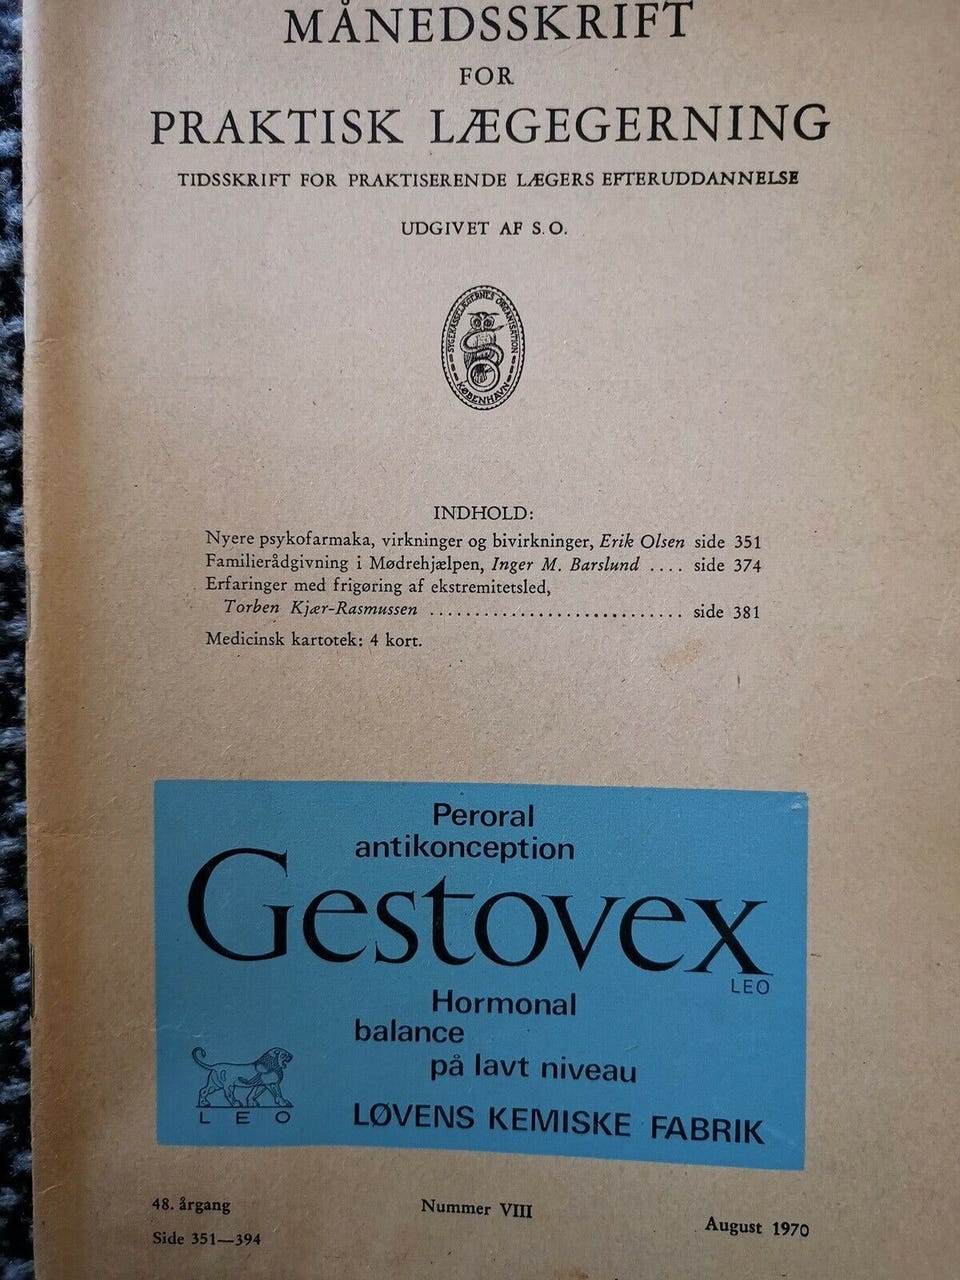 MÅNEDSSKRIFT
FOR
PRAKTISK LÆGEGERNING
TIDSSKRIFT FOR PRAKTISERENDE LÆGERS EFTERUDDANNELSE
UDGIVET AF S.O.
SYGEKASSELÆGERNES ORGANISATION
KØBENHAVN
INDHOLD:
Nyere psykofarmaka, virkninger og bivirkninger, Erik Olsen side 351
Familierådgivning i Mødrehjælpen, Inger M. Barslund .... side 374
Erfaringer med frigøring af ekstremitetsled,
Torben Kjær-Rasmussen ............................ side 381
Medicinsk kartotek: 4 kort.
Peroral
antikonception
Gestovex
LEO
Hormonal
balance
på lavt niveau
LEO
LØVENS KEMISKE FABRIK
48. årgang
Nummer VIII
August 1970
Side 351—394